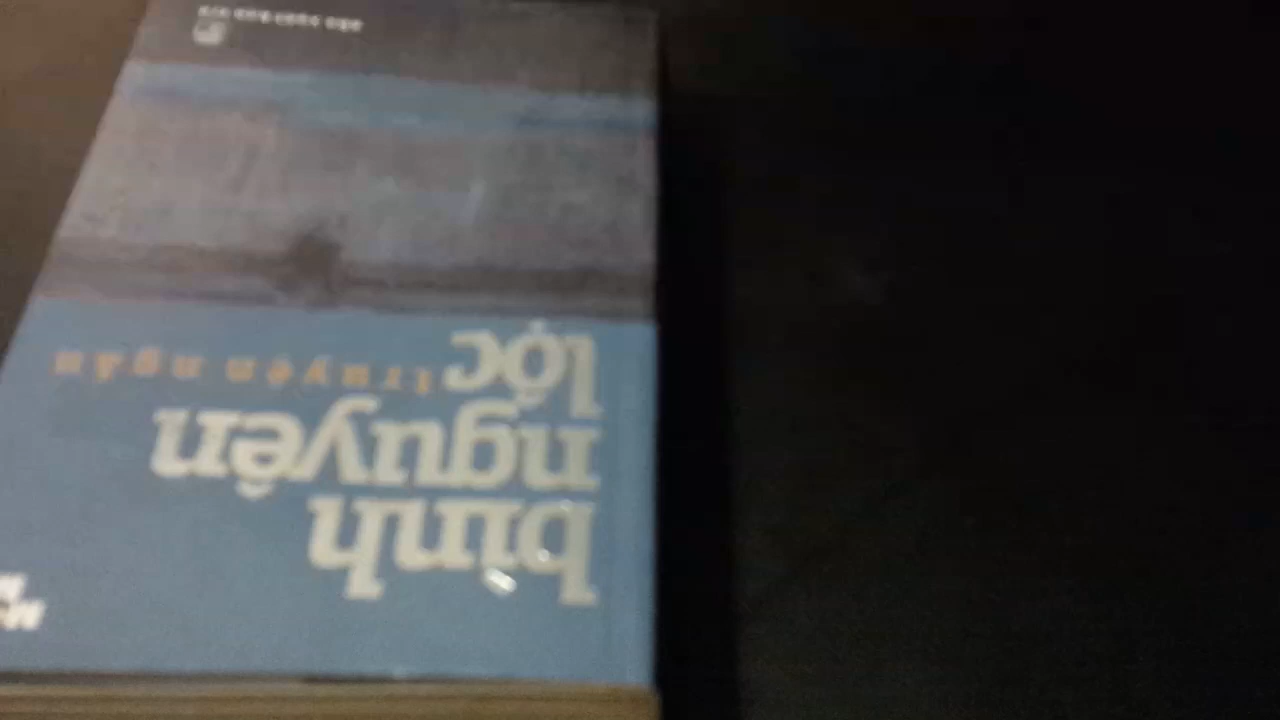 bình
nguyên
lộc
truyện ngắn